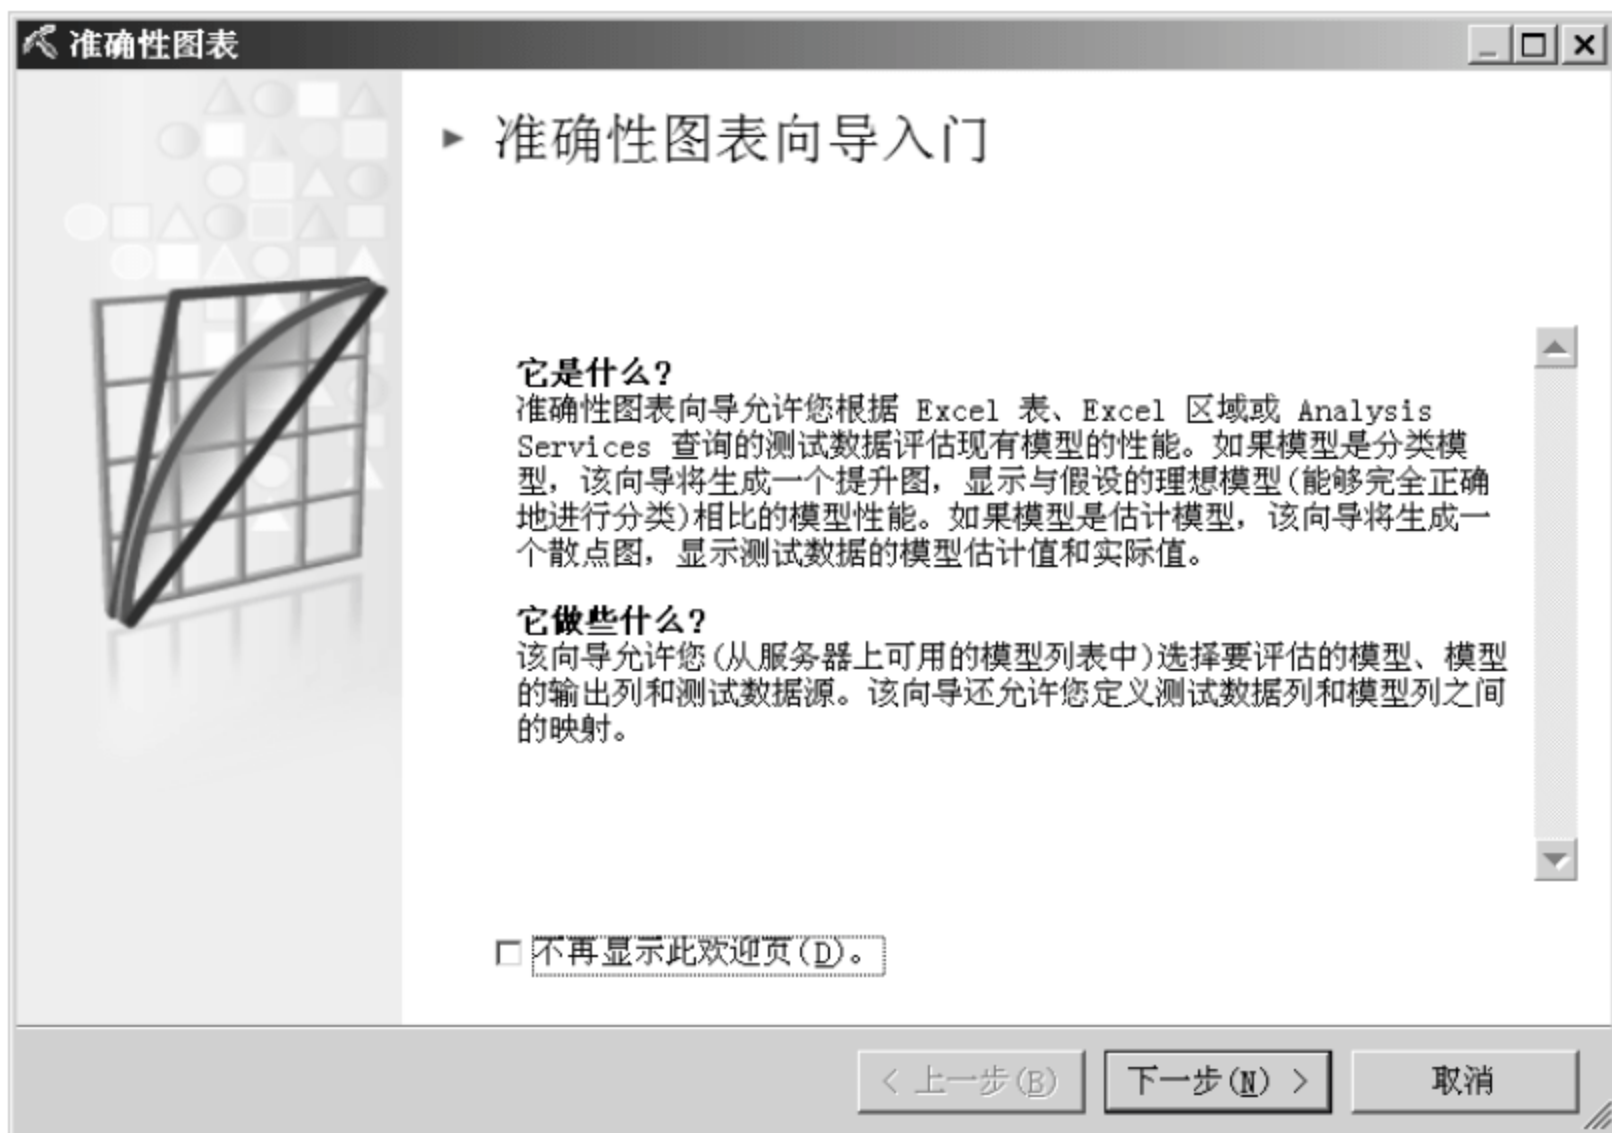 准确性图表
准确性图表向导入门
它是什么?
准确性图表向导允许您根据 Excel 表、Excel 区域或 Analysis
Services 查询的测试数据评估现有模型的性能。如果模型是分类模
型，该向导将生成一个提升图，显示与假设的理想模型(能够完全正确
地进行分类)相比的模型性能。如果模型是估计模型，该向导将生成一
个散点图，显示测试数据的模型估计值和实际值。
它做些什么?
该向导允许您(从服务器上可用的模型列表中)选择要评估的模型、模型
的输出列和测试数据源。该向导还允许您定义测试数据列和模型列之间
的映射。
不再显示此欢迎页(D)。
< 上一步(B)
下一步(N) >
取消